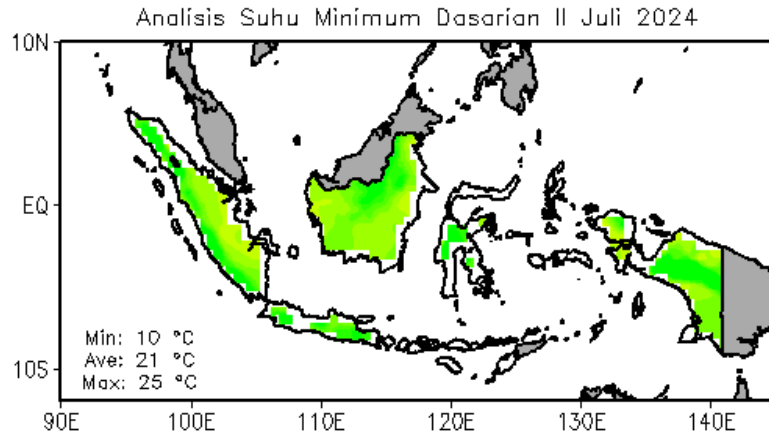 Analisis Suhu Minimum Dasarian II Juli 2024
10N
EQ
10S
Min: 10 °C
Ave: 21 °C
Max: 25 °C
90E 100E 110E 120E 130E 140E